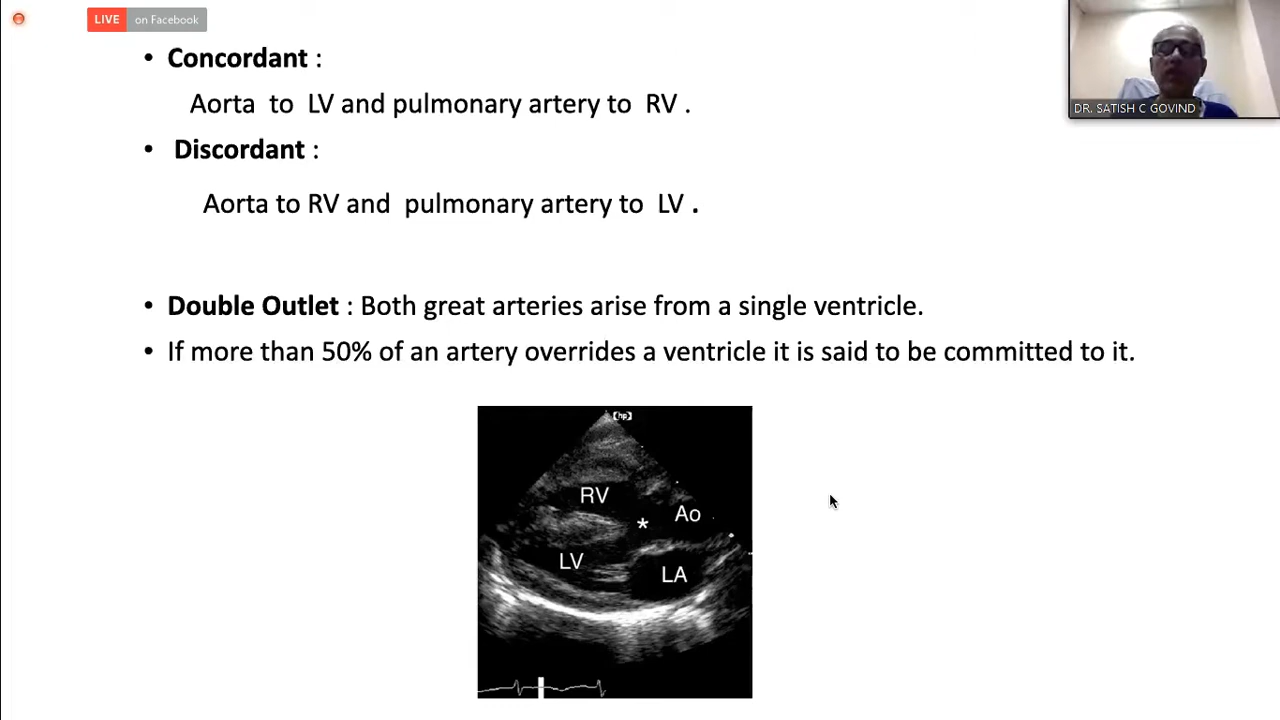 LIVE on Facebook
• Concordant :
Aorta to LV and pulmonary artery to RV .
DR. SATISH C GOVIND
• Discordant :
Aorta to RV and pulmonary artery to LV .
• Double Outlet : Both great arteries arise from a single ventricle.
• If more than 50% of an artery overrides a ventricle it is said to be committed to it.
[hp]
RV
* Ao
LV
LA